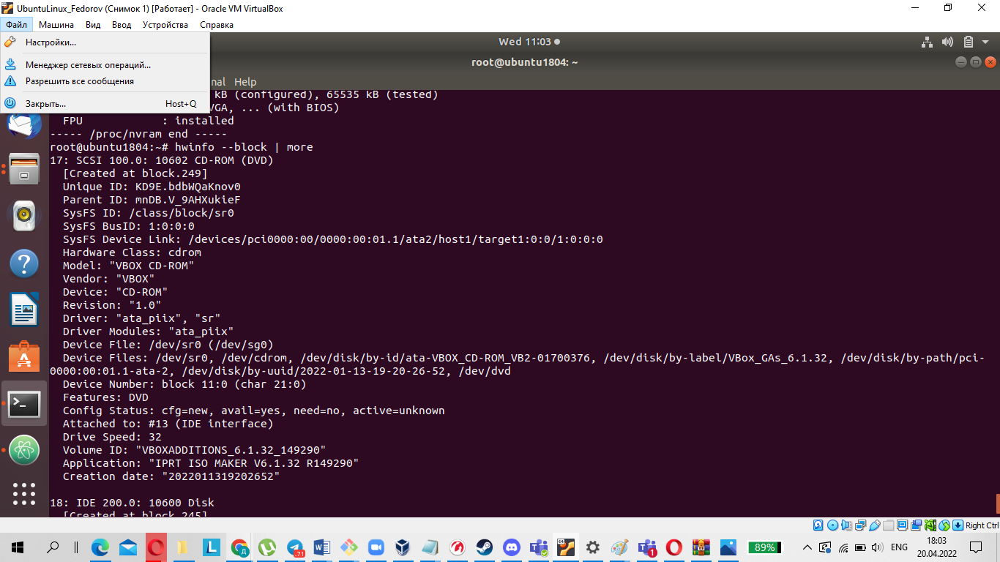 UbuntuLinux_Fedorov (Снимок 1) [Работает] - Oracle VM VirtualBox
Файл Машина Вид Ввод Устройства Справка
Настройки...
Менеджер сетевых операций...
Разрешить все сообщения
Закрыть... Host+Q
Wed 11:03
root@ubuntu1804: ~
nal Help
kB (configured), 65535 kB (tested)
VGA, ... (with BIOS)
FPU : installed
----- /proc/nvram end -----
root@ubuntu1804:~# hwinfo --block | more
17: SCSI 100.0: 10602 CD-ROM (DVD)
[Created at block.249]
Unique ID: KD9E.bdbWQaKnov0
Parent ID: mnDB.V_9AHXukieF
SysFS ID: /class/block/sr0
SysFS BusID: 1:0:0:0
SysFS Device Link: /devices/pci0000:00/0000:00:01.1/ata2/host1/target1:0:0/1:0:0:0
Hardware Class: cdrom
Model: "VBOX CD-ROM"
Vendor: "VBOX"
Device: "CD-ROM"
Revision: "1.0"
Driver: "ata_piix", "sr"
Driver Modules: "ata_piix"
Device File: /dev/sr0 (/dev/sg0)
Device Files: /dev/sr0, /dev/cdrom, /dev/disk/by-id/ata-VBOX_CD-ROM_VB2-01700376, /dev/disk/by-label/VBox_GAs_6.1.32, /dev/disk/by-path/pci-
0000:00:01.1-ata-2, /dev/disk/by-uuid/2022-01-13-19-20-26-52, /dev/dvd
Device Number: block 11:0 (char 21:0)
Features: DVD
Config Status: cfg=new, avail=yes, need=no, active=unknown
Attached to: #13 (IDE interface)
Drive Speed: 32
Volume ID: "VBOXADDITIONS_6.1.32_149290"
Application: "IPRT ISO MAKER V6.1.32 R149290"
Creation date: "2022011319202652"
18: IDE 200.0: 10600 Disk
[Created at block.245]
Right Ctrl
89%
ENG
18:03
20.04.2022